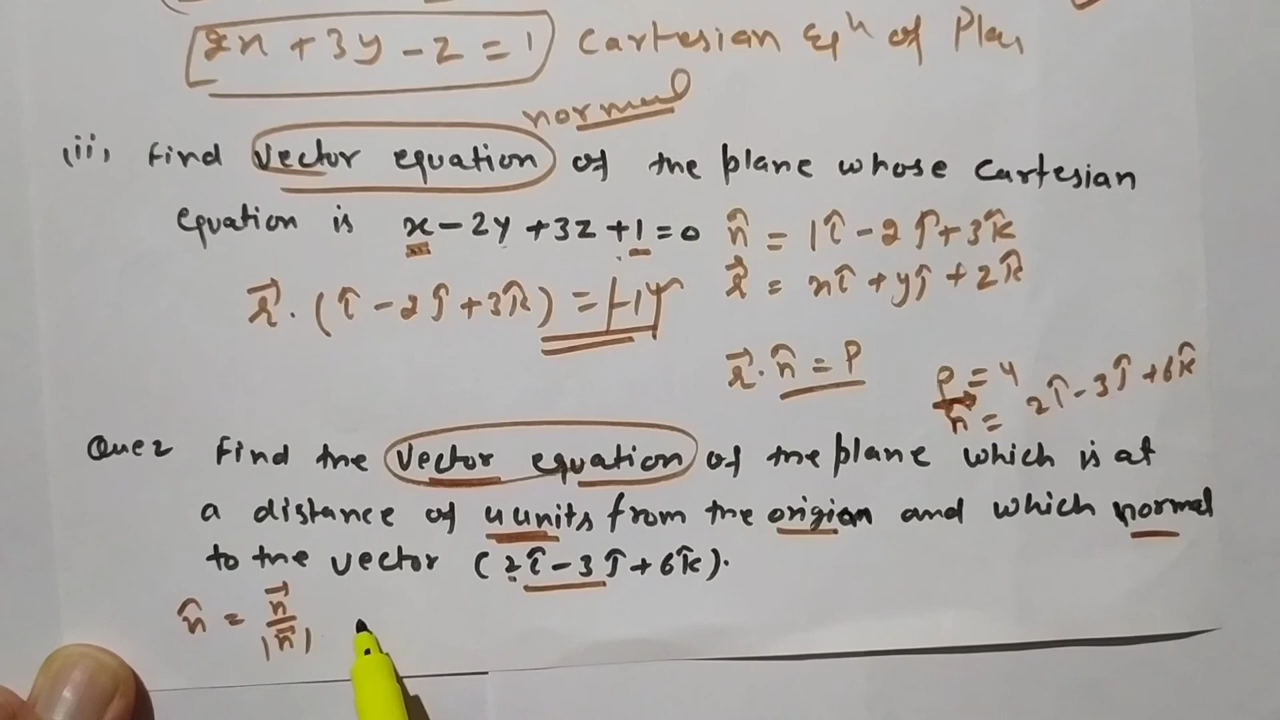 2x + 3y - z = 1 Cartesian Eqn of Plan
normal
(ii) Find vector equation of the plane whose Cartesian
equation is x - 2y + 3z + 1 = 0 n̂ = 1î - 2ĵ + 3k̂
r⃗ . (î - 2ĵ + 3k̂) = -1 r⃗ = xî + yĵ + zk̂
r⃗ . n̂ = P P = 4
n⃗ = 2î - 3ĵ + 6k̂
Que 2 Find the vector equation of the plane which is at
a distance of 4 units from the origion and which normal
to the vector (2î - 3ĵ + 6k̂).
n̂ = n⃗ / |n⃗|